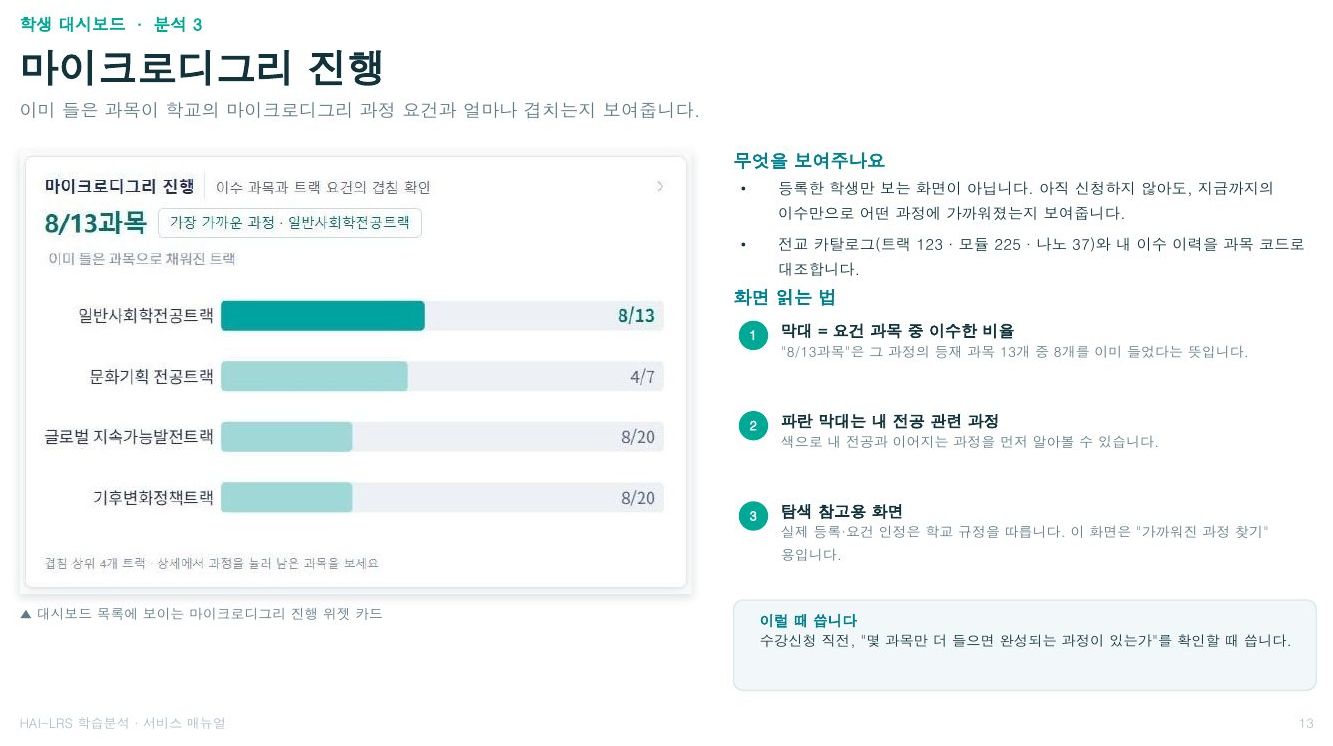 학생 대시보드 · 분석 3
마이크로디그리 진행
이미 들은 과목이 학교의 마이크로디그리 과정 요건과 얼마나 겹치는지 보여줍니다.
마이크로디그리 진행 이수 과목과 트랙 요건의 겹침 확인 >
8/13과목 가장 가까운 과정 · 일반사회학전공트랙
이미 들은 과목으로 채워진 트랙
일반사회학전공트랙 8/13
문화기획 전공트랙 4/7
글로벌 지속가능발전트랙 8/20
기후변화정책트랙 8/20
겹침 상위 4개 트랙 · 상세에서 과정을 눌러 남은 과목을 보세요
▲ 대시보드 목록에 보이는 마이크로디그리 진행 위젯 카드
무엇을 보여주나요
• 등록한 학생만 보는 화면이 아닙니다. 아직 신청하지 않아도, 지금까지의
이수만으로 어떤 과정에 가까워졌는지 보여줍니다.
• 전교 카탈로그(트랙 123 · 모듈 225 · 나노 37)와 내 이수 이력을 과목 코드로
대조합니다.
화면 읽는 법
1 막대 = 요건 과목 중 이수한 비율
"8/13과목"은 그 과정의 등재 과목 13개 중 8개를 이미 들었다는 뜻입니다.
2 파란 막대는 내 전공 관련 과정
색으로 내 전공과 이어지는 과정을 먼저 알아볼 수 있습니다.
3 탐색 참고용 화면
실제 등록·요건 인정은 학교 규정을 따릅니다. 이 화면은 "가까워진 과정 찾기"
용입니다.
이럴 때 씁니다
수강신청 직전, "몇 과목만 더 들으면 완성되는 과정이 있는가"를 확인할 때 씁니다.
HAI-LRS 학습분석 · 서비스 매뉴얼
13